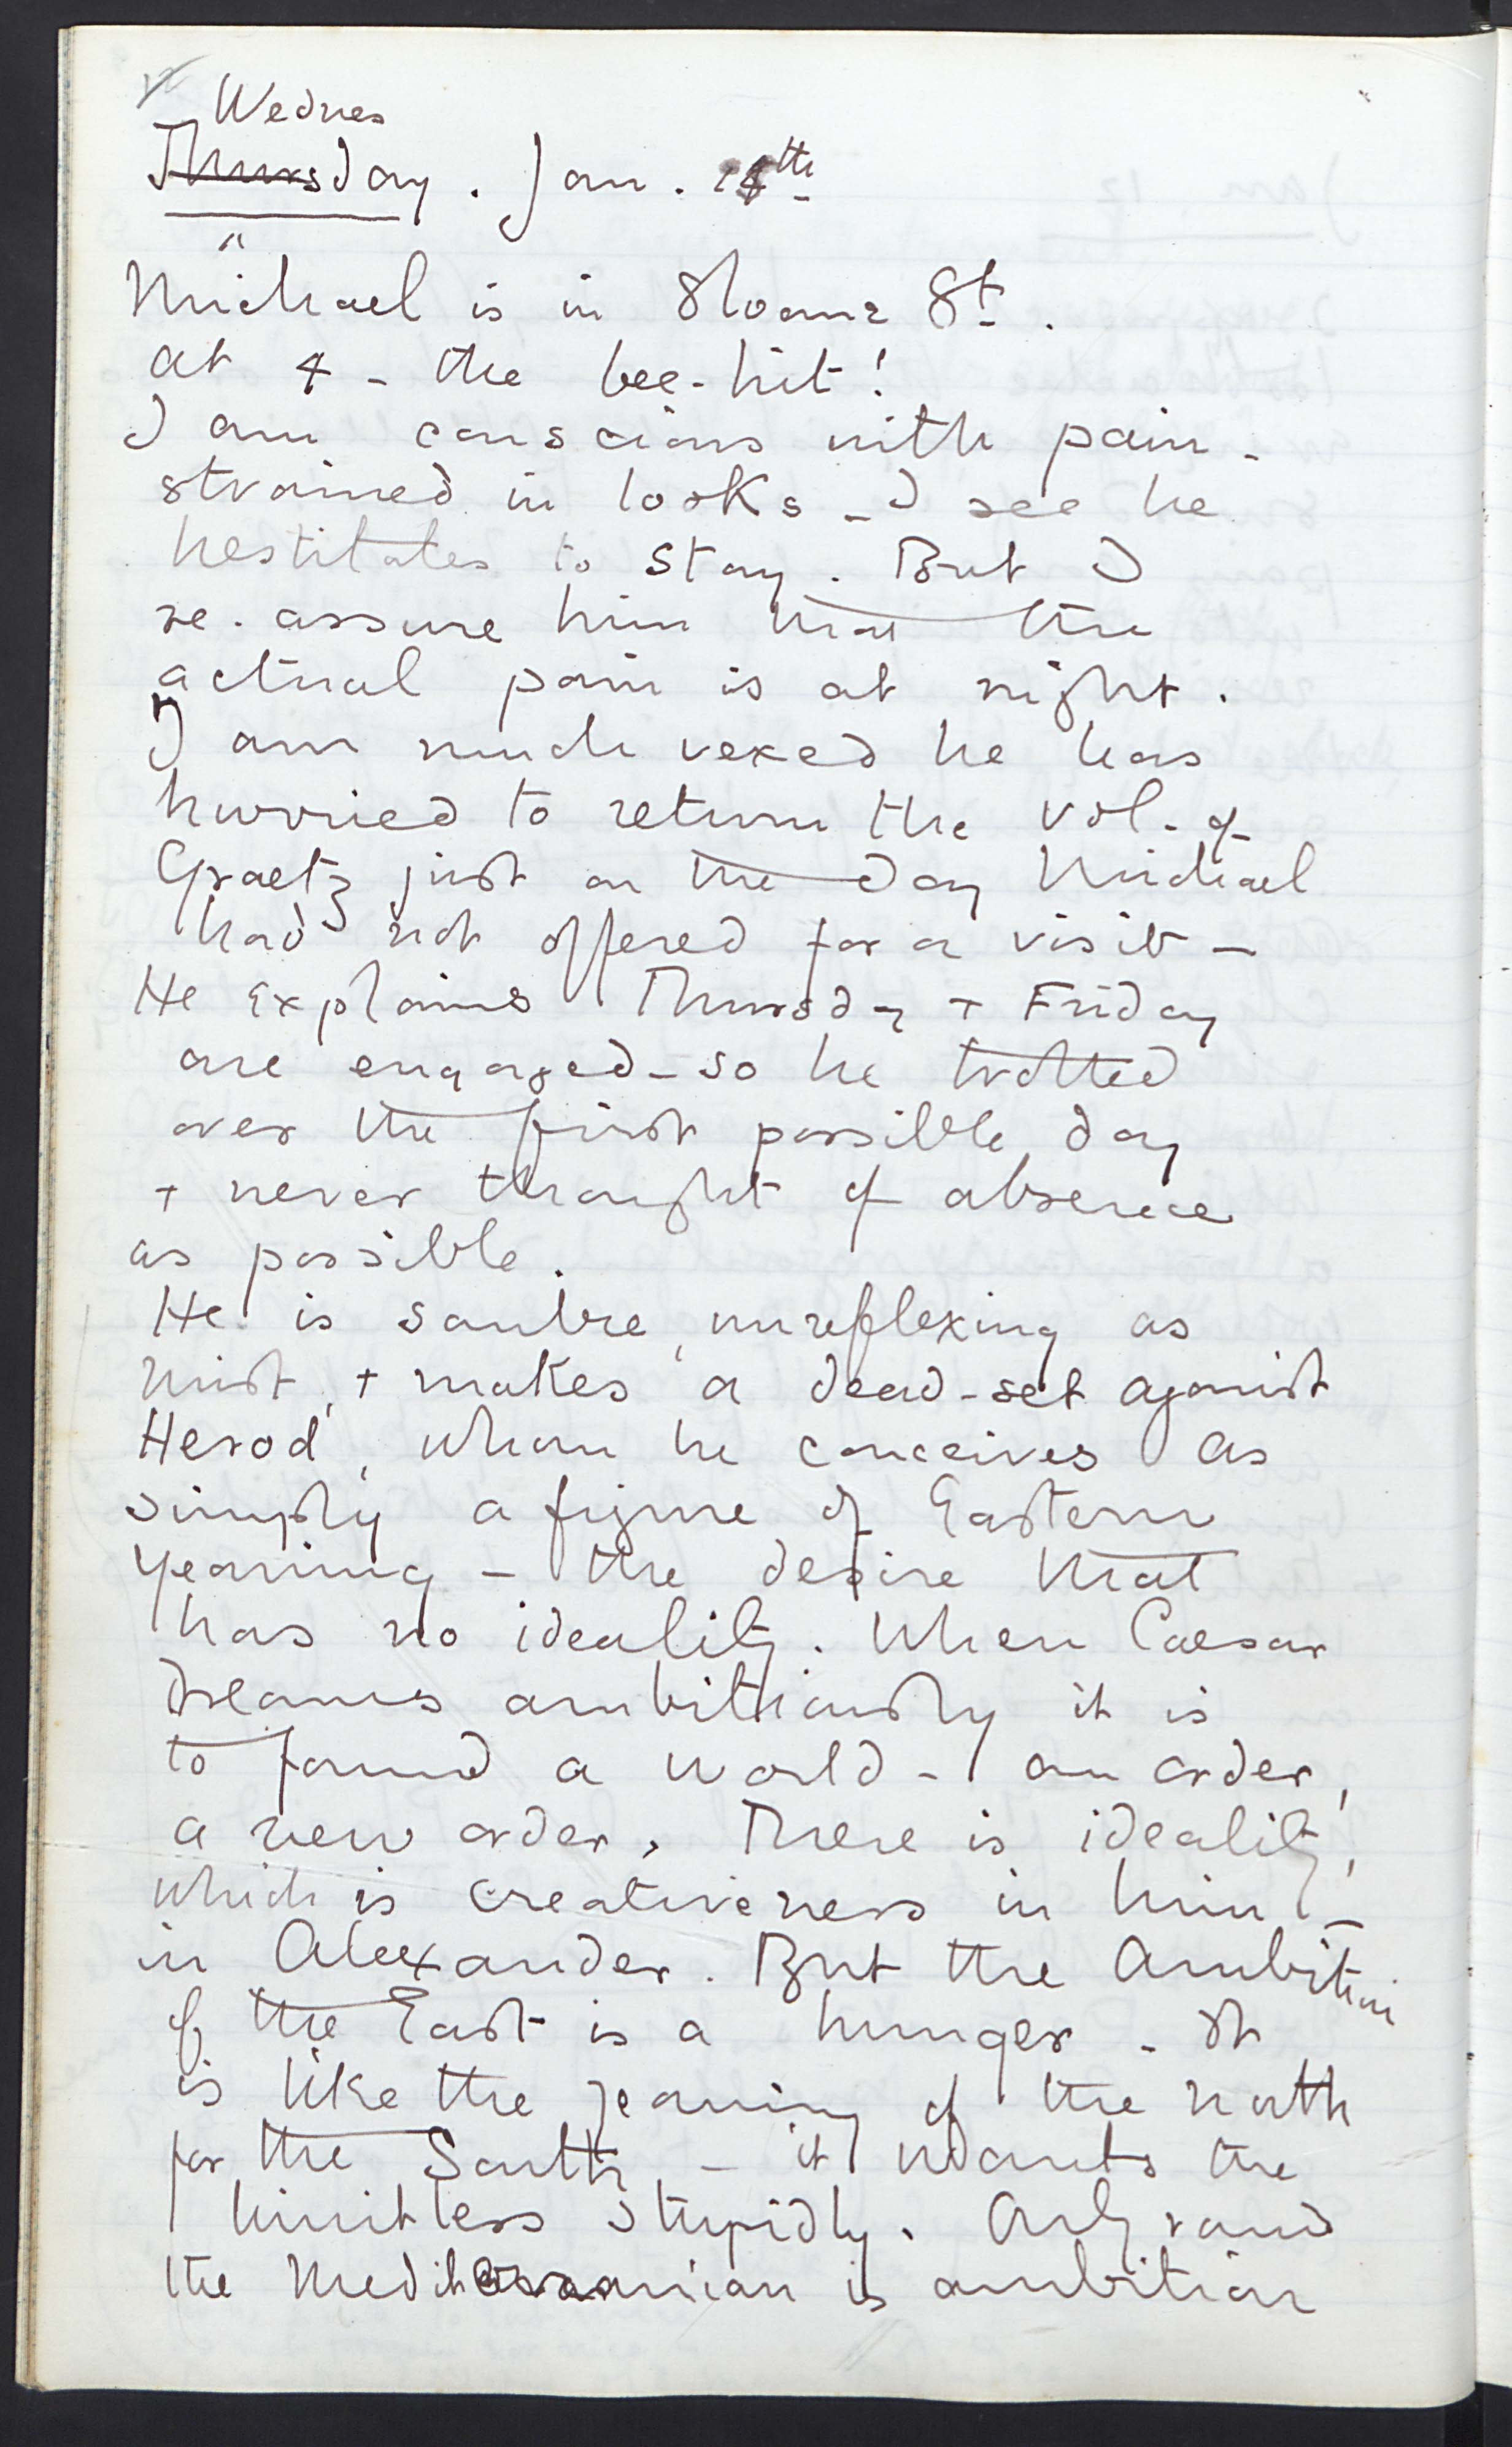 Wednes
Thursday. Jan. 14th
Michael is in Sloane St.
at 4 - the bee-hit!
I am conscious with pain -
strained in looks - I see he
hestitates to stay. But I
re-assure him that the
actual pain is at night.
I am much vexed he has
hurried to return the vol. of
Graetz just on the day Michael
had not offered for a visit -
He explains Thursday + Friday
are engaged - so he trotted
over the first possible day
+ never thought of absence
as possible.
He is sombre, unreflexing as
mist, + makes a dead-set against
Herod, whom he conceives as
simply a figure of Eastern
yearning - the desire that
has no ideality. When Caesar
dreams ambitiously it is
to found a world - an order,
a new order. There is ideality,
which is creativeness in him -
in Alexander. But the Ambition
of the East is a hunger - It
is like the yearning of the north
for the South - it wants the
limitless stupidly. Only round
the Mediterranican is ambition